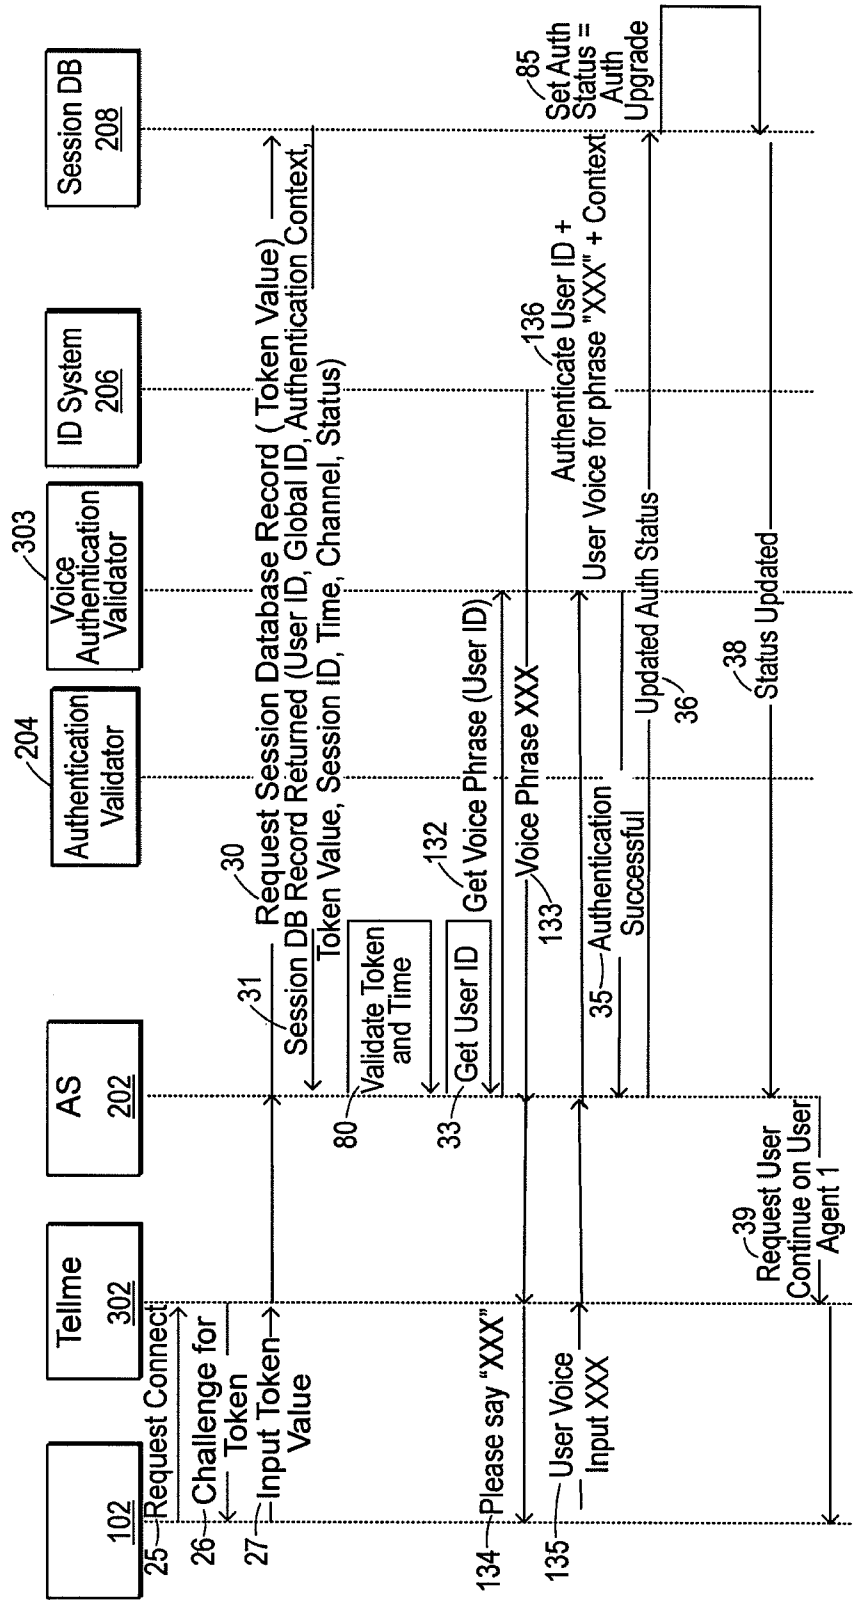 102
Tellme
302
AS
202
204
Authentication
Validator
303
Voice
Authentication
Validator
ID System
206
Session DB
208
25
Request Connect
26
Challenge for
Token
27
Input Token
Value
30
Request Session Database Record ( Token Value)
31
Session DB Record Returned (User ID, Global ID, Authentication Context,
Token Value, Session ID, Time, Channel, Status)
80
Validate Token
and Time
33
Get User ID
132
Get Voice Phrase (User ID)
133
Voice Phrase XXX
134
Please say “XXX”
135
User Voice
Input XXX
136
Authenticate User ID +
User Voice for phrase "XXX" + Context
35
Authentication
Successful
Updated Auth Status
36
85
Set Auth
Status =
Auth
Upgrade
38
Status Updated
39
Request User
Continue on User
Agent 1